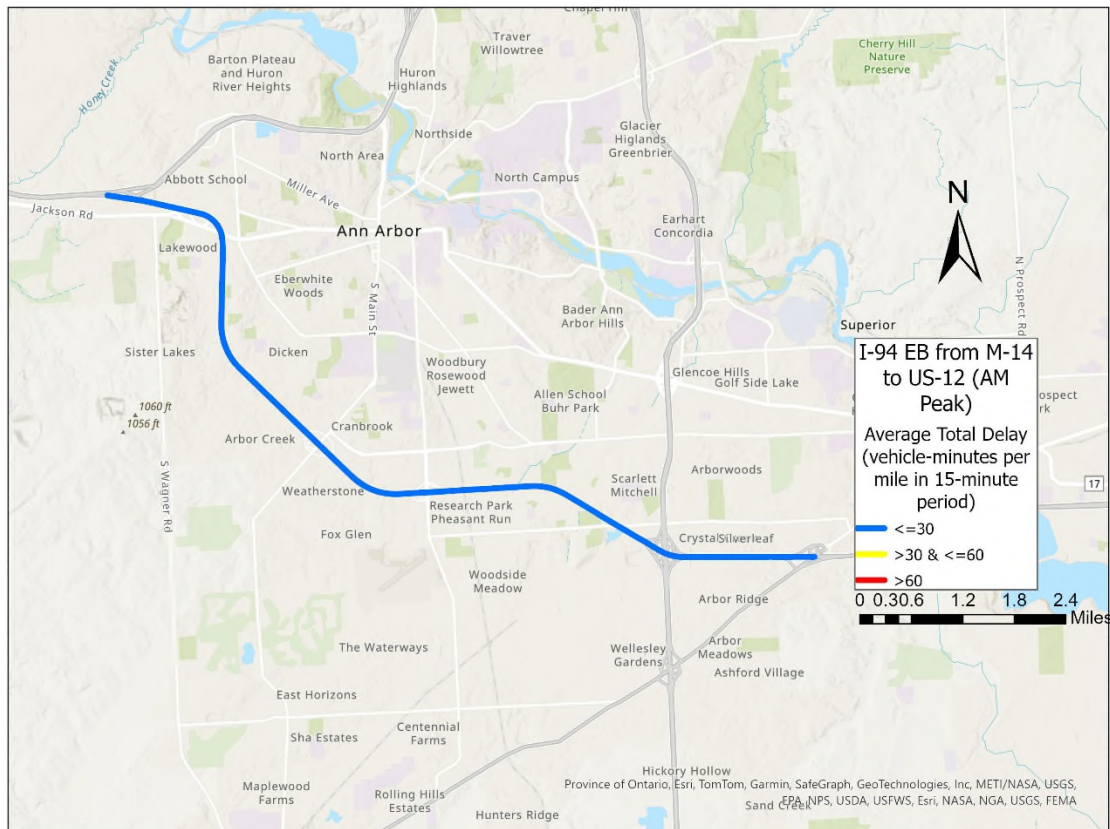 Chapel Hill
Traver
Willowtree
Cherry Hill
Nature
Preserve
Barton Plateau
and Huron
River Heights
Huron
Highlands
Honey Creek
Northside
Glacier
Higlands
Greenbrier
North Area
North Campus
Abbott School
Miller Ave
Jackson Rd
Earhart
Concordia
N
Ann Arbor
Lakewood
Eberwhite
Woods
S Main St
N Prospect Rd
Bader Ann
Arbor Hills
Superior
Sister Lakes
Dicken
Woodbury
Rosewood
Jewett
Glencoe Hills
Golf Side Lake
Allen School
Buhr Park
Prospect
Park
1060 ft
1056 ft
Cranbrook
Arbor Creek
S Wagner Rd
Weatherstone
Scarlett
Mitchell
Arborwoods
17
Research Park
Pheasant Run
Fox Glen
Silverleaf
Woodside
Meadow
Arbor Ridge
The Waterways
Wellesley
Gardens
Arbor
Meadows
Ashford Village
East Horizons
Centennial
Farms
Sha Estates
Hickory Hollow
Maplewood
Farms
Rolling Hills
Estates
Hunters Ridge
Sand Creek
I-94 EB from M-14
to US-12 (AM
Peak)
Average Total Delay
(vehicle-minutes per
mile in 15-minute
period)
<=30
>30 & <=60
>60
0 0.30.6 1.2 1.8 2.4
Miles
Province of Ontario, Esri, TomTom, Garmin, SafeGraph, GeoTechnologies, Inc, METI/NASA, USGS,
EPA, NPS, USDA, USFWS, Esri, NASA, NGA, USGS, FEMA